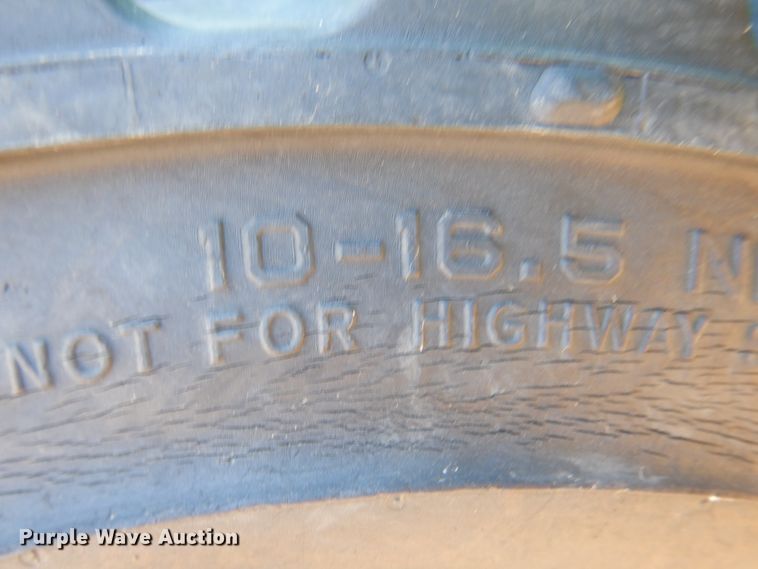 10-16.5 N
NOT FOR HIGHWAY S
Purple Wave Auction